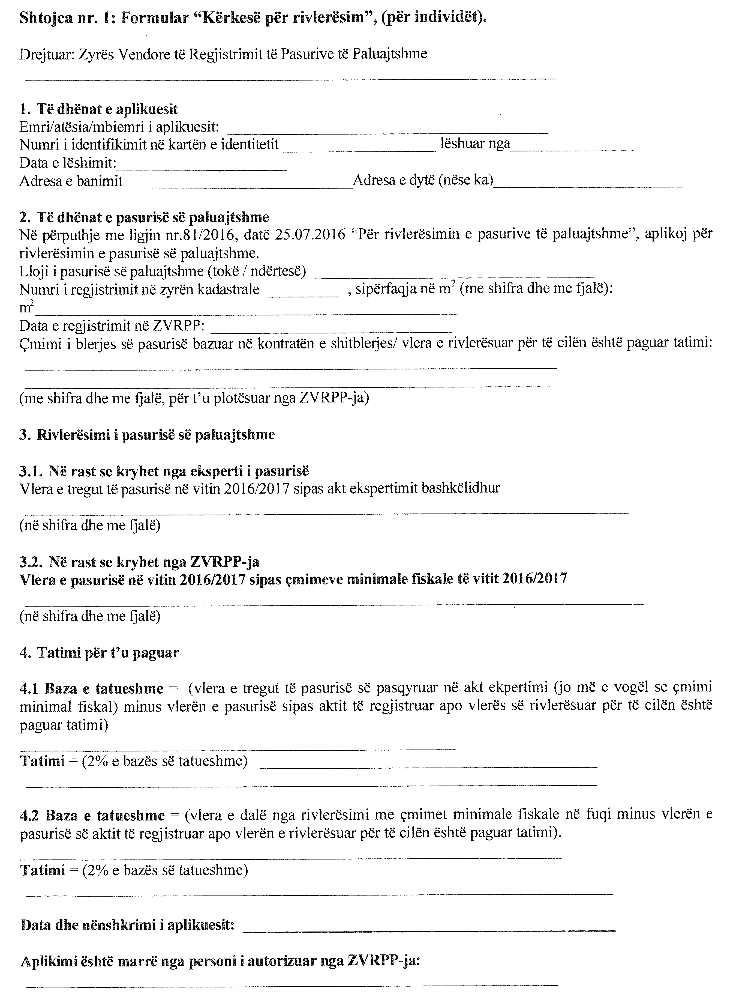 Shtojca nr. 1: Formular “Kërkesë për rivlerësim”, (për individët).
Drejtuar: Zyrës Vendore të Regjistrimit të Pasurive të Paluajtshme
1. Të dhënat e aplikuesit
Emri/atësia/mbiemri i aplikuesit:
Numri i identifikimit në kartën e identitetit lëshuar nga
Data e lëshimit:
Adresa e banimit Adresa e dytë (nëse ka)
2. Të dhënat e pasurisë së paluajtshme
Në përputhje me ligjin nr.81/2016, datë 25.07.2016 “Për rivlerësimin e pasurive të paluajtshme”, aplikoj për
rivlerësimin e pasurisë së paluajtshme.
Lloji i pasurisë së paluajtshme (tokë / ndërtesë)
Numri i regjistrimit në zyrën kadastrale , sipërfaqja në m² (me shifra dhe me fjalë):
m²
Data e regjistrimit në ZVRPP:
Çmimi i blerjes së pasurisë bazuar në kontratën e shitblerjes/ vlera e rivlerësuar për të cilën është paguar tatimi:
(me shifra dhe me fjalë, për t’u plotësuar nga ZVRPP-ja)
3. Rivlerësimi i pasurisë së paluajtshme
3.1. Në rast se kryhet nga eksperti i pasurisë
Vlera e tregut të pasurisë në vitin 2016/2017 sipas akt ekspertimit bashkëlidhur
(në shifra dhe me fjalë)
3.2. Në rast se kryhet nga ZVRPP-ja
Vlera e pasurisë në vitin 2016/2017 sipas çmimeve minimale fiskale të vitit 2016/2017
(në shifra dhe me fjalë)
4. Tatimi për t’u paguar
4.1 Baza e tatueshme = (vlera e tregut të pasurisë së pasqyruar në akt ekpertimi (jo më e vogël se çmimi
minimal fiskal) minus vlerën e pasurisë sipas aktit të regjistruar apo vlerës së rivlerësuar për të cilën është
paguar tatimi)
Tatimi = (2% e bazës së tatueshme)
4.2 Baza e tatueshme = (vlera e dalë nga rivlerësimi me çmimet minimale fiskale në fuqi minus vlerën e
pasurisë së aktit të regjistruar apo vlerën e rivlerësuar për të cilën është paguar tatimi).
Tatimi = (2% e bazës së tatueshme)
Data dhe nënshkrimi i aplikuesit:
Aplikimi është marrë nga personi i autorizuar nga ZVRPP-ja: